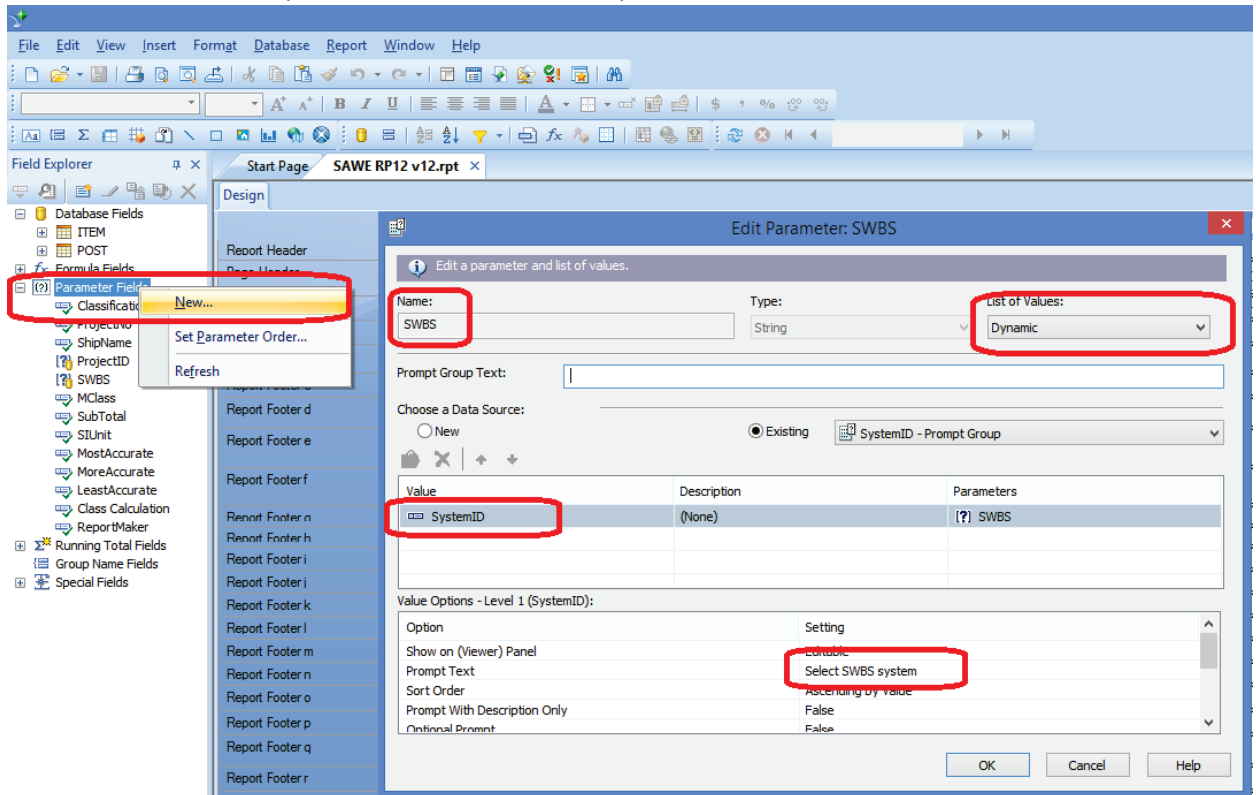 File Edit View Insert Format Database Report Window Help
Field Explorer
Start Page SAWE RP12 v12.rpt
Design
Database Fields
ITEM
POST
Formula Fields
Parameter Fields
Classificatio
ProjectNo
ShipName
ProjectID
SWBS
MClass
SubTotal
SIUnit
MostAccurate
MoreAccurate
LeastAccurate
Class Calculation
ReportMaker
Running Total Fields
Group Name Fields
Special Fields
New...
Set Parameter Order...
Refresh
Report Header
Page Header
Report Footer d
Report Footer e
Report Footer f
Report Footer g
Report Footer h
Report Footer i
Report Footer j
Report Footer k
Report Footer l
Report Footer m
Report Footer n
Report Footer o
Report Footer p
Report Footer q
Report Footer r
Edit Parameter: SWBS
Edit a parameter and list of values.
Name: Type: List of Values:
SWBS String Dynamic
Prompt Group Text:
Choose a Data Source:
New Existing SystemID - Prompt Group
Value Description Parameters
SystemID (None) [?] SWBS
Value Options - Level 1 (SystemID):
Option Setting
Show on (Viewer) Panel Editable
Prompt Text Select SWBS system
Sort Order Ascending by Value
Prompt With Description Only False
Optional Prompt False
OK Cancel Help